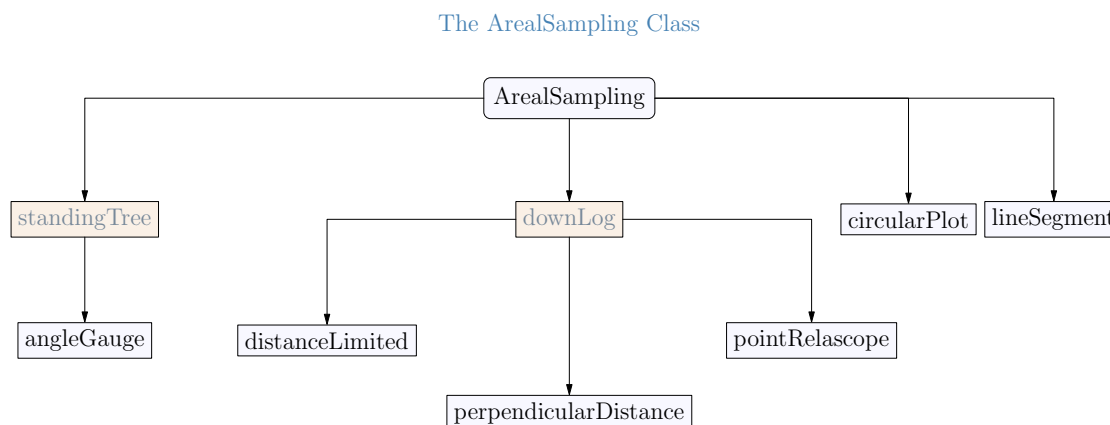 The ArealSampling Class
ArealSampling
standingTree
downLog
circularPlot
lineSegment
angleGauge
distanceLimited
pointRelascope
perpendicularDistance